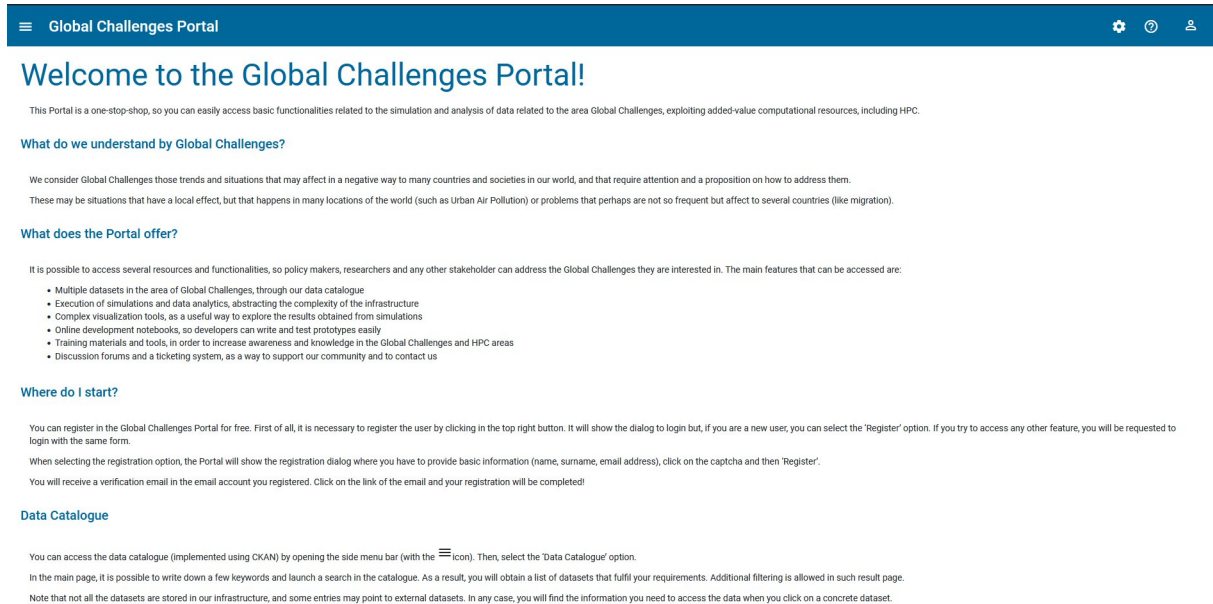 Global Challenges Portal
Welcome to the Global Challenges Portal!
This Portal is a one-stop-shop, so you can easily access basic functionalities related to the simulation and analysis of data related to the area Global Challenges, exploiting added-value computational resources, including HPC.
What do we understand by Global Challenges?
We consider Global Challenges those trends and situations that may affect in a negative way to many countries and societies in our world, and that require attention and a proposition on how to address them.
These may be situations that have a local effect, but that happens in many locations of the world (such as Urban Air Pollution) or problems that perhaps are not so frequent but affect to several countries (like migration).
What does the Portal offer?
It is possible to access several resources and functionalities, so policy makers, researchers and any other stakeholder can address the Global Challenges they are interested in. The main features that can be accessed are:
• Multiple datasets in the area of Global Challenges, through our data catalogue
• Execution of simulations and data analytics, abstracting the complexity of the infrastructure
• Complex visualization tools, as a useful way to explore the results obtained from simulations
• Online development notebooks, so developers can write and test prototypes easily
• Training materials and tools, in order to increase awareness and knowledge in the Global Challenges and HPC areas
• Discussion forums and a ticketing system, as a way to support our community and to contact us
Where do I start?
You can register in the Global Challenges Portal for free. First of all, it is necessary to register the user by clicking in the top right button. It will show the dialog to login but, if you are a new user, you can select the 'Register' option. If you try to access any other feature, you will be requested to
login with the same form.
When selecting the registration option, the Portal will show the registration dialog where you have to provide basic information (name, surname, email address), click on the captcha and then 'Register'.
You will receive a verification email in the email account you registered. Click on the link of the email and your registration will be completed!
Data Catalogue
You can access the data catalogue (implemented using CKAN) by opening the side menu bar (with the icon). Then, select the 'Data Catalogue' option.
In the main page, it is possible to write down a few keywords and launch a search in the catalogue. As a result, you will obtain a list of datasets that fulfil your requirements. Additional filtering is allowed in such result page.
Note that not all the datasets are stored in our infrastructure, and some entries may point to external datasets. In any case, you will find the information you need to access the data when you click on a concrete dataset.